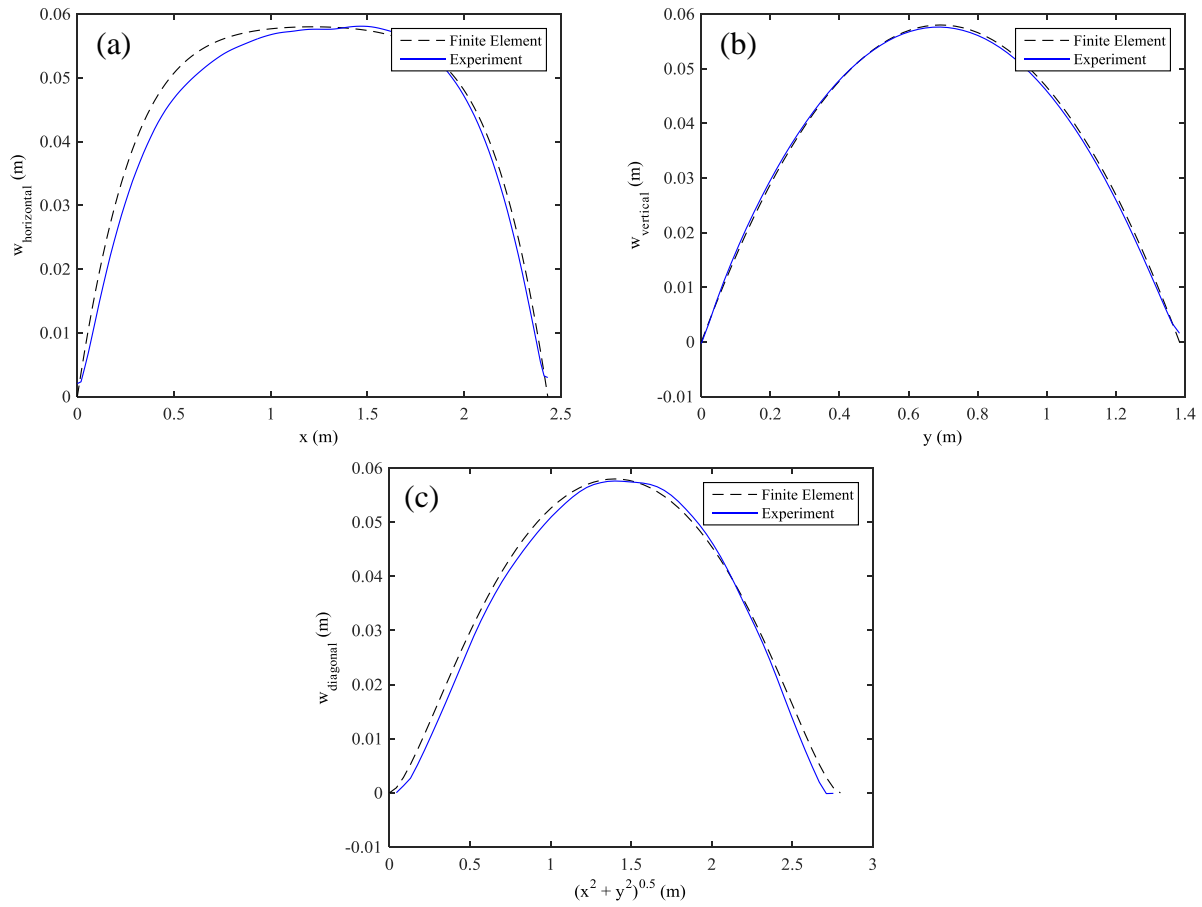 (a)
Finite Element
Experiment
0.06
0.05
0.04
0.03
0.02
0.01
0
w_horizontal (m)
0 0.5 1 1.5 2 2.5
x (m)
(b)
Finite Element
Experiment
0.06
0.05
0.04
0.03
0.02
0.01
0
-0.01
w_vertical (m)
0 0.2 0.4 0.6 0.8 1 1.2 1.4
y (m)
(c)
Finite Element
Experiment
0.06
0.05
0.04
0.03
0.02
0.01
0
-0.01
w_diagonal (m)
0 0.5 1 1.5 2 2.5 3
(x² + y²)^0.5 (m)